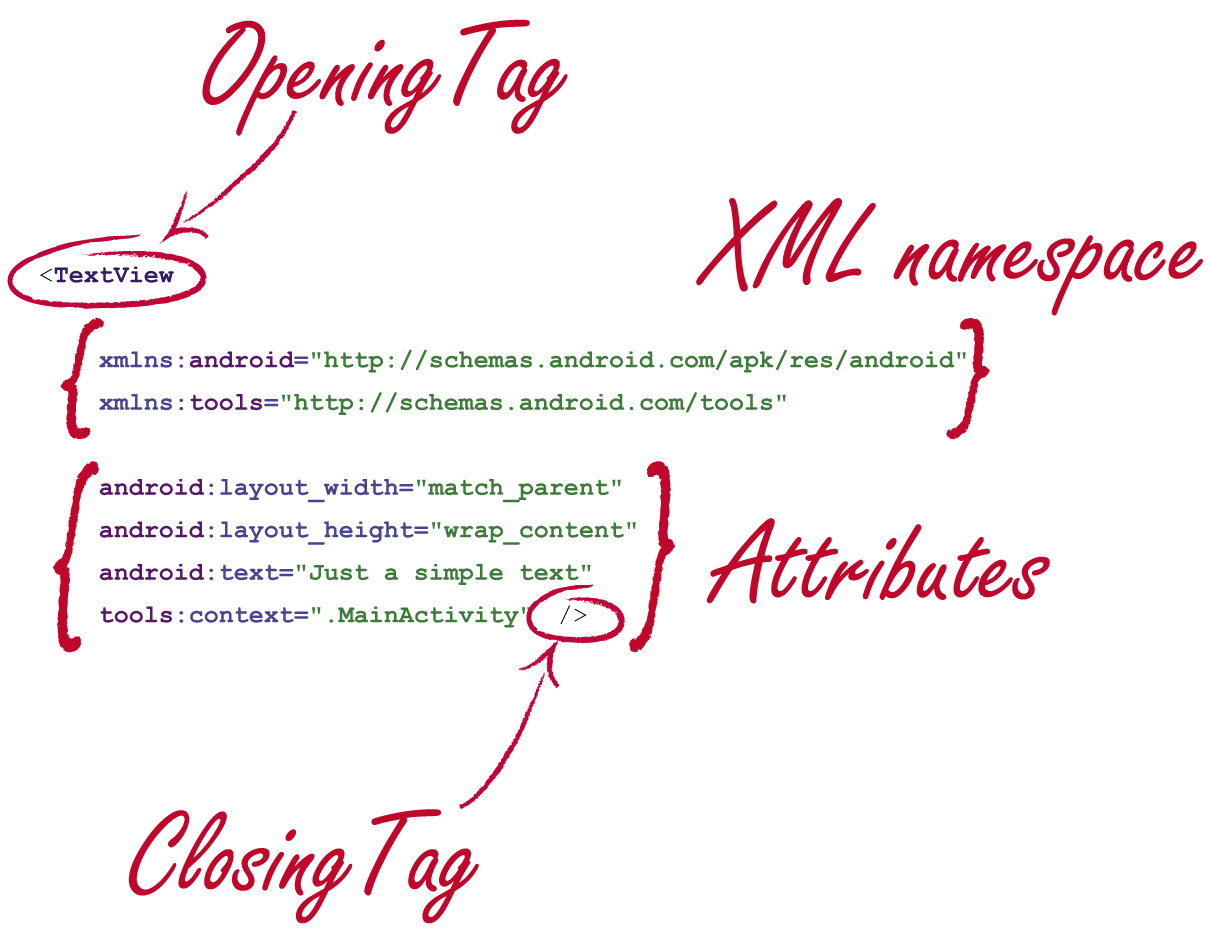 Opening Tag
XML namespace
<TextView
xmlns:android="http://schemas.android.com/apk/res/android"
xmlns:tools="http://schemas.android.com/tools"
android:layout_width="match_parent"
android:layout_height="wrap_content"
android:text="Just a simple text"
tools:context=".MainActivity" />
Attributes
Closing Tag